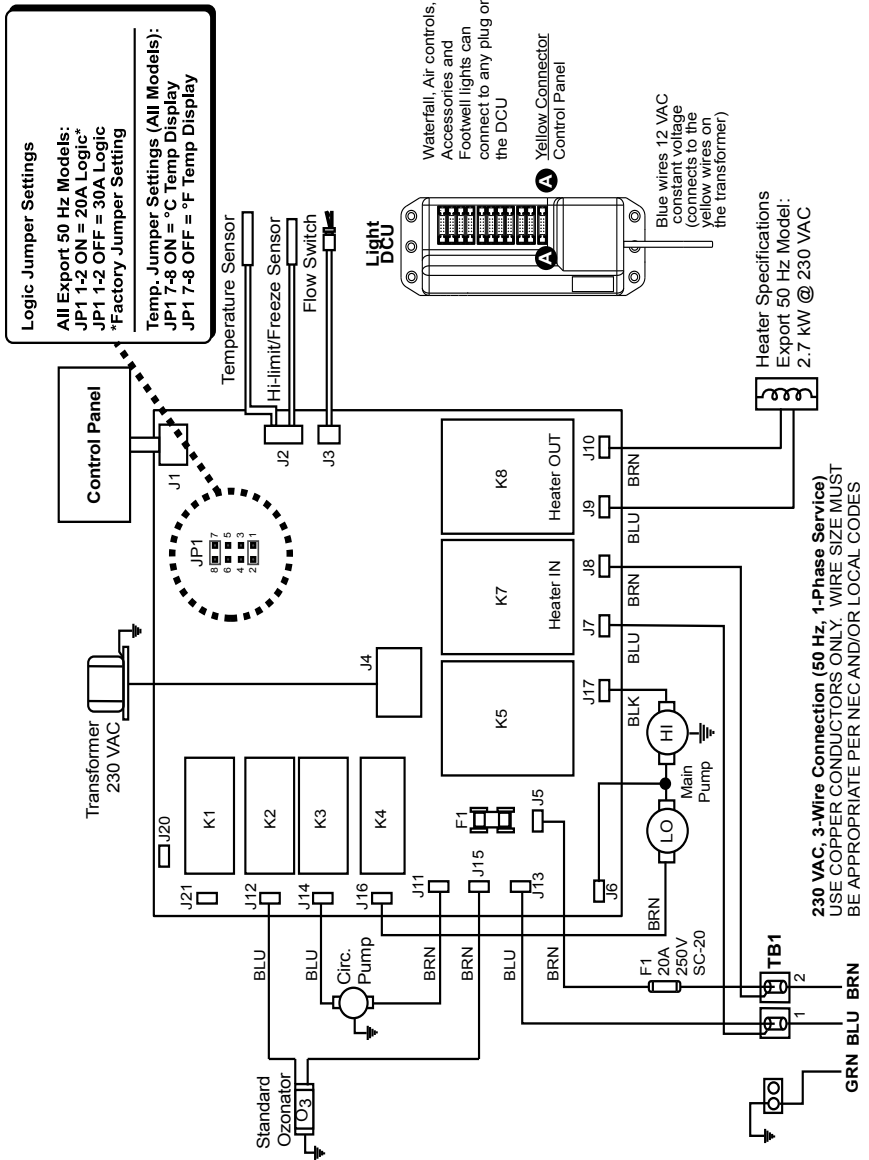 Logic Jumper Settings
All Export 50 Hz Models:
JP1 1-2 ON = 20A Logic*
JP1 1-2 OFF = 30A Logic
*Factory Jumper Setting
Temp. Jumper Settings (All Models):
JP1 7-8 ON = °C Temp Display
JP1 7-8 OFF = °F Temp Display
Control Panel
J1
JP1
8 7
6 5
4 3
2 1
Temperature Sensor
Hi-limit/Freeze Sensor
Flow Switch
J2
J3
Transformer
230 VAC
J4
J20
J21
K1
K2
K3
K4
K5
K7
Heater IN
K8
Heater OUT
J12
J14
J16
J11
J15
J13
F1
J5
J6
J17
J7
J8
J9
J10
BLU
BLU
BRN
BRN
BLU
BRN
BRN
BLK
BLU
BRN
BLU
BRN
Circ.
Pump
Standard
Ozonator
O3
LO
HI
Main
Pump
F1
20A
250V
SC-20
TB1
1
2
GRN BLU BRN
230 VAC, 3-Wire Connection (50 Hz, 1-Phase Service)
USE COPPER CONDUCTORS ONLY. WIRE SIZE MUST
BE APPROPRIATE PER NEC AND/OR LOCAL CODES
Heater Specifications
Export 50 Hz Model:
2.7 kW @ 230 VAC
Light
DCU
A
A
Waterfall, Air controls,
Accessories and
Footwell lights can
connect to any plug on
the DCU
Yellow Connector
Control Panel
Blue wires 12 VAC
constant voltage
(connects to the
yellow wires on
the transformer)